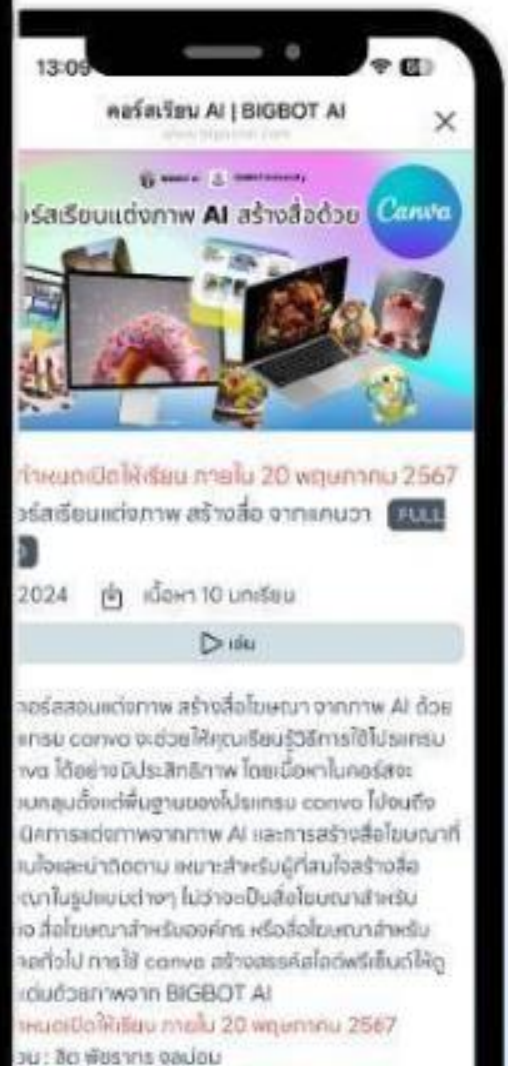 13:09
คอร์สเรียน AI | BIGBOT AI
อร์สเรียนแต่งภาพ AI สร้างสื่อด้วย Canva
กำหนดเปิดให้เรียน ภายใน 20 พฤษภาคม 2567
อร์สเรียนแต่งภาพ สร้างสื่อ จากแคนวา FULL
2024 เนื้อหา 10 บทเรียน
เล่น
คอร์สสอนแต่งภาพ สร้างสื่อโฆษณา จากภาพ AI ด้วย
แกรม canva จะช่วยให้คุณเรียนรู้วิธีการใช้โปรแกรม
nva ได้อย่างมีประสิทธิภาพ โดยเนื้อหาในคอร์สจะ
บคลุมตั้งแต่พื้นฐานของโปรแกรม canva ไปจนถึง
นิคการแต่งภาพจากภาพ AI และการสร้างสื่อโฆษณาที่
สนใจและน่าติดตาม เหมาะสำหรับผู้ที่สนใจสร้างสื่อ
ณาในรูปแบบต่างๆ ไม่ว่าจะเป็นสื่อโฆษณาสำหรับ
สื่อโฆษณาสำหรับองค์กร หรือสื่อโฆษณาสำหรับ
คลทั่วไป การใช้ canva สร้างสรรค์สไลด์พรีเซ็นต์ให้ดู
ดเด่นด้วยภาพจาก BIGBOT AI
หนดเปิดให้เรียน ภายใน 20 พฤษภาคม 2567